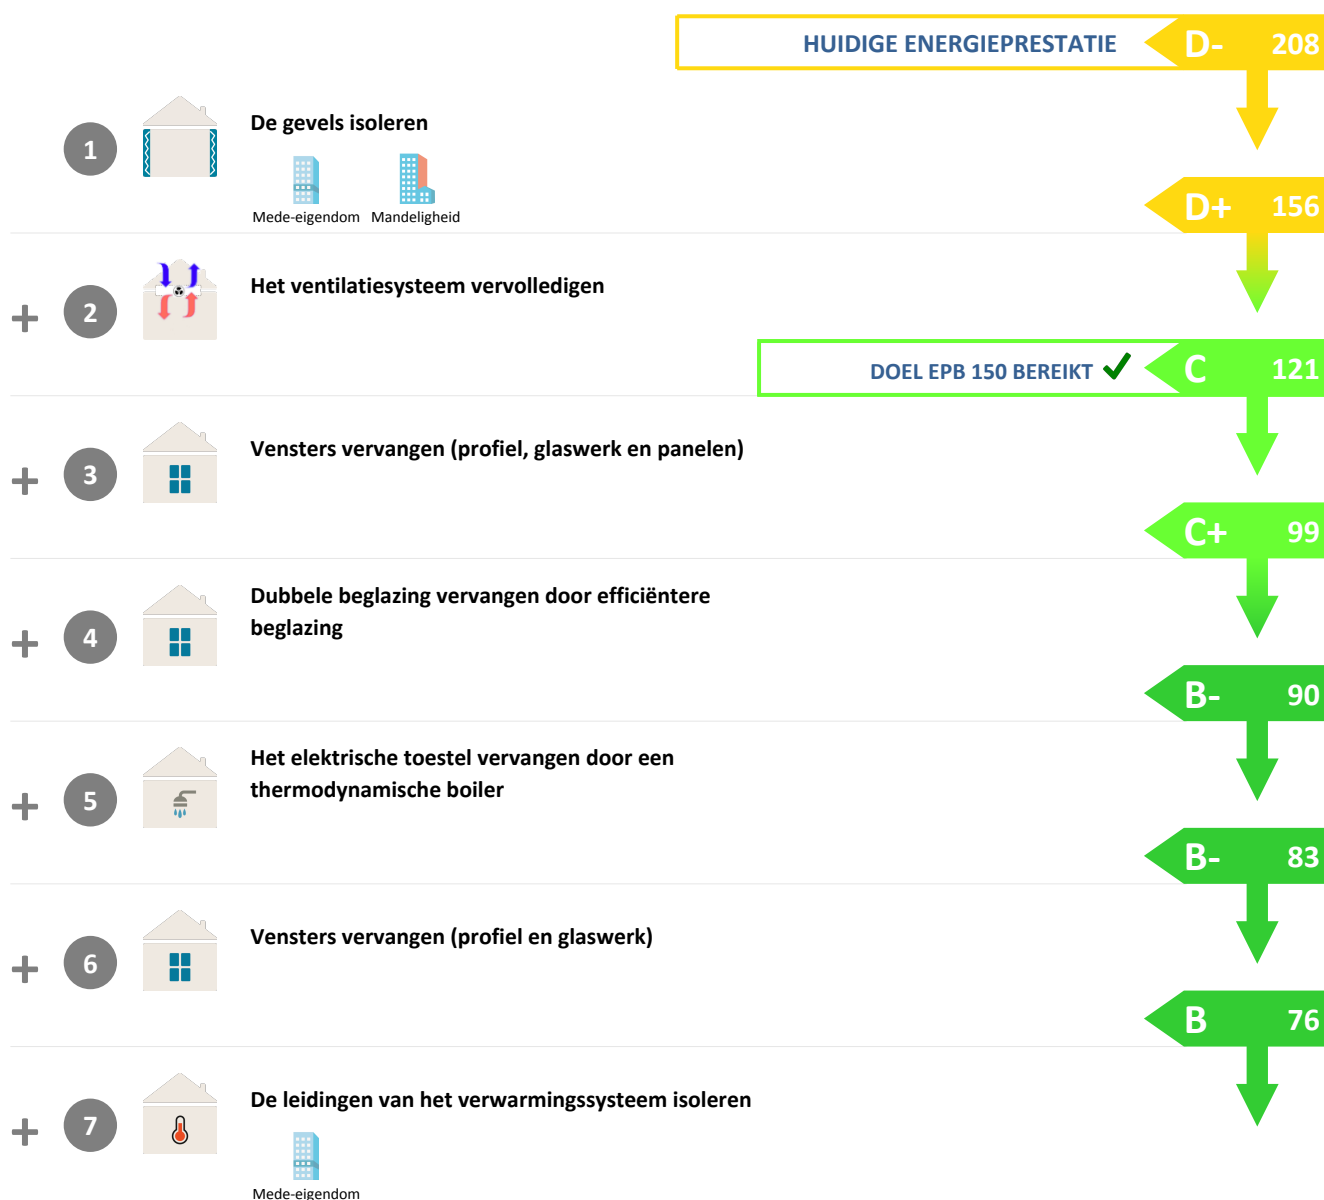 HUIDIGE ENERGIEPRESTATIE D- 208
1 De gevels isoleren
Mede-eigendom Mandeligheid
D+ 156
+ 2 Het ventilatiesysteem vervolledigen
DOEL EPB 150 BEREIKT C 121
+ 3 Vensters vervangen (profiel, glaswerk en panelen)
C+ 99
+ 4 Dubbele beglazing vervangen door efficiëntere
beglazing
B- 90
+ 5 Het elektrische toestel vervangen door een
thermodynamische boiler
B- 83
+ 6 Vensters vervangen (profiel en glaswerk)
B 76
+ 7 De leidingen van het verwarmingssysteem isoleren
Mede-eigendom